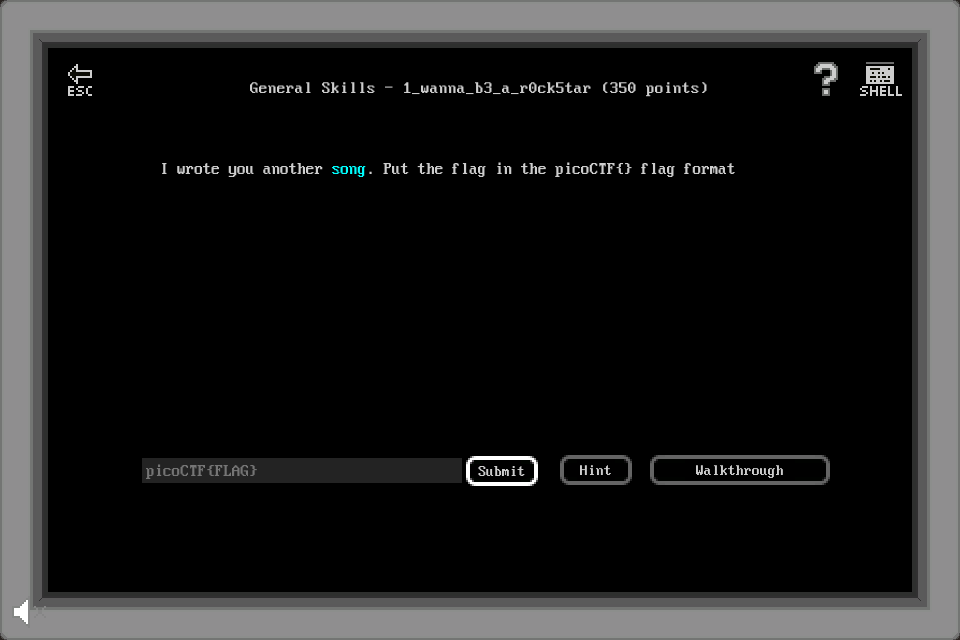 ESC
General Skills - 1_wanna_b3_a_r0ck5tar (350 points)
?
SHELL
I wrote you another song. Put the flag in the picoCTF{} flag format
picoCTF{FLAG}
Submit
Hint
Walkthrough